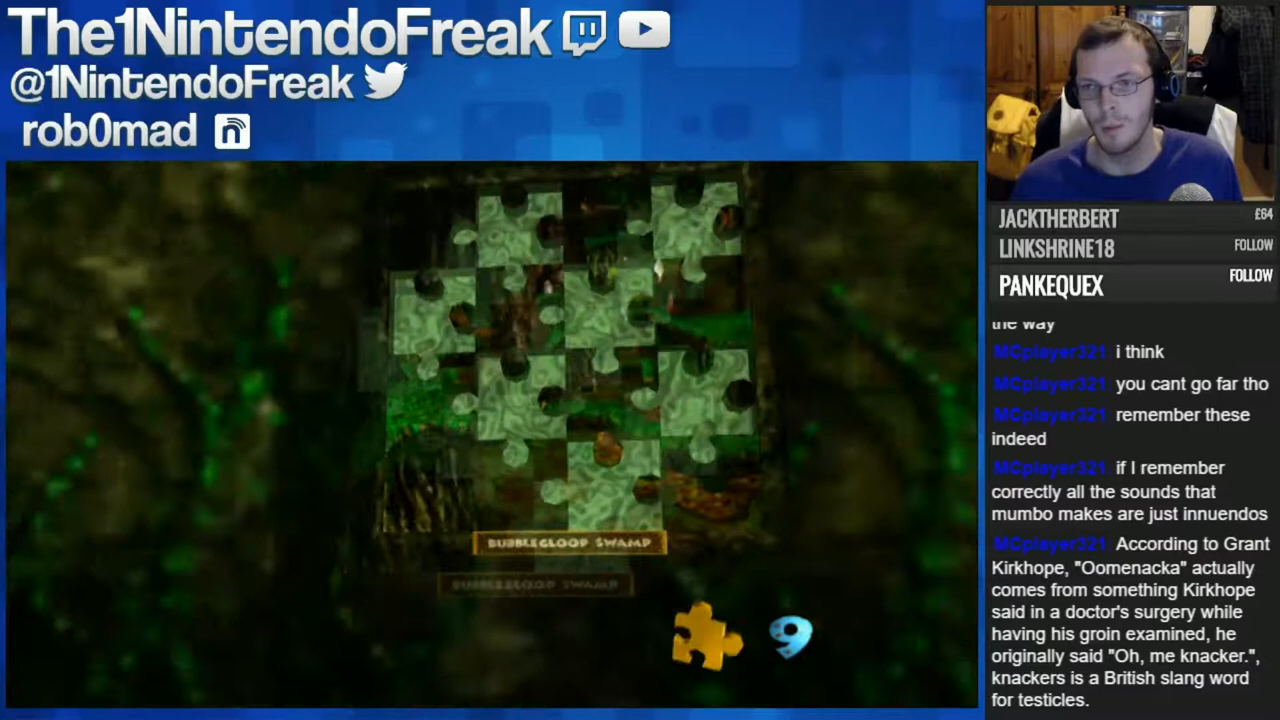 The1NintendoFreak
@1NintendoFreak
rob0mad
JACKTHERBERT £64
LINKSHRINE18 FOLLOW
PANKEQUEX FOLLOW
the way
MCplayer321: i think
MCplayer321: you cant go far tho
MCplayer321: remember these
indeed
MCplayer321: if I remember
correctly all the sounds that
mumbo makes are just innuendos
MCplayer321: According to Grant
Kirkhope, "Oomenacka" actually
comes from something Kirkhope
said in a doctor's surgery while
having his groin examined, he
originally said "Oh, me knacker.",
knackers is a British slang word
for testicles.
BUBBLEGLOOP SWAMP
BUBBLEGLOOP SWAMP
9